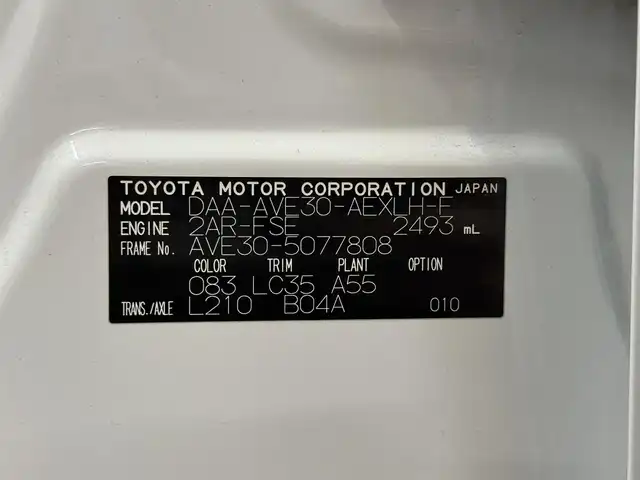 TOYOTA MOTOR CORPORATION JAPAN
MODEL DAA-AVE30-AEXLH-F
ENGINE 2AR-FSE 2493 mL
FRAME No. AVE30-5077808
COLOR TRIM PLANT OPTION
083 LC35 A55
TRANS./AXLE L210 B04A 010